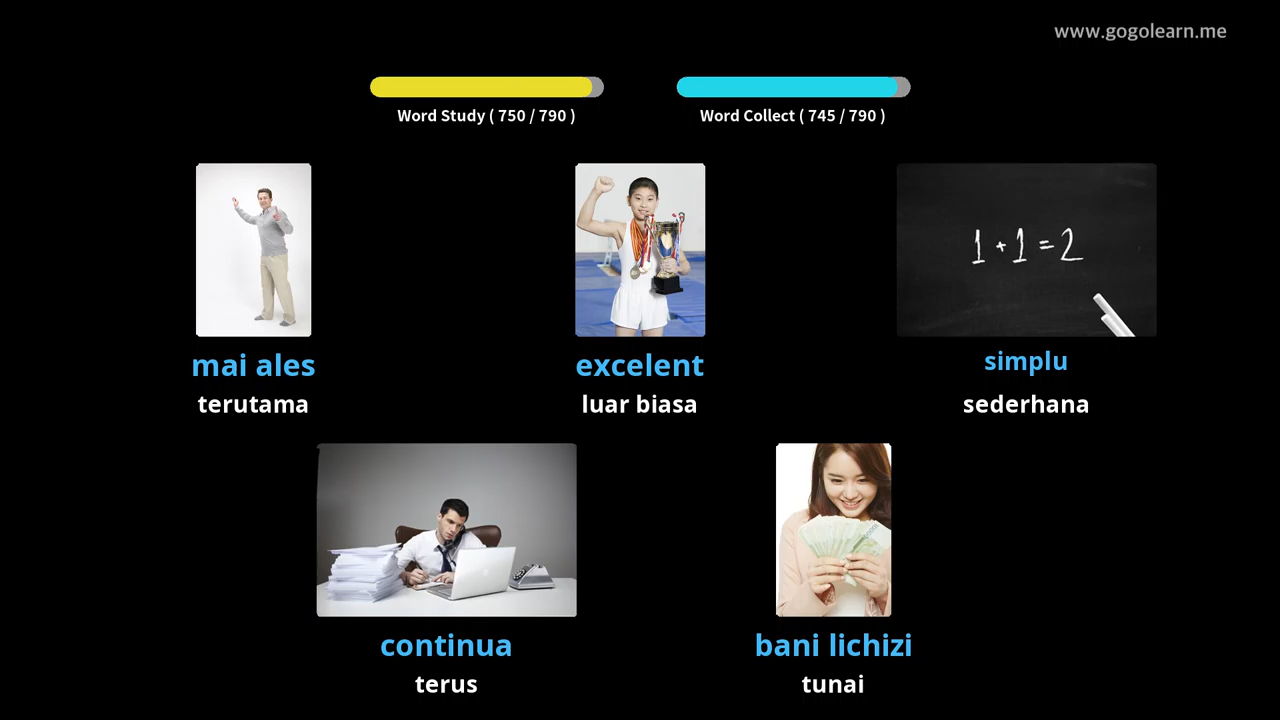 www.gogolearn.me
Word Study ( 750 / 790 )
Word Collect ( 745 / 790 )
mai ales
terutama
excelent
luar biasa
simplu
sederhana
1 + 1 = 2
continua
terus
bani lichizi
tunai